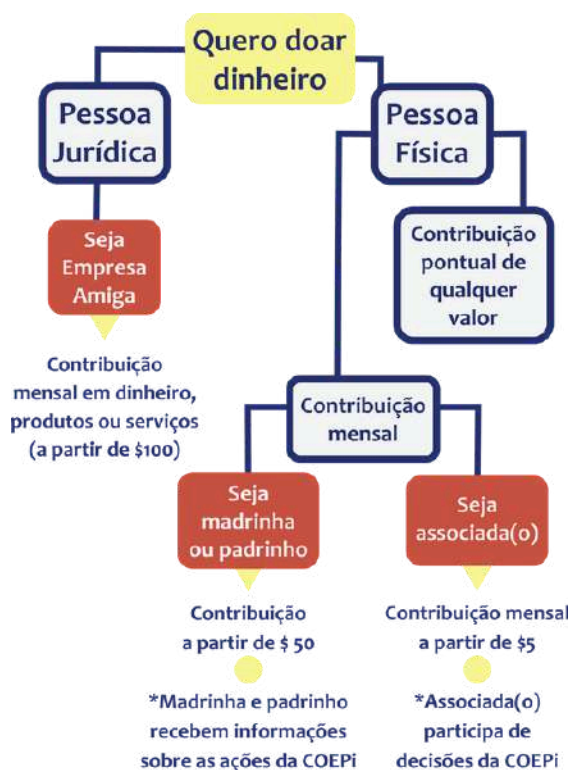 Quero doar
dinheiro
Pessoa
Jurídica
Pessoa
Física
Seja
Empresa
Amiga
Contribuição
pontual de
qualquer
valor
Contribuição
mensal em dinheiro,
produtos ou serviços
(a partir de $100)
Contribuição
mensal
Seja
madrinha
ou padrinho
Seja
associada(o)
Contribuição
a partir de $ 50
Contribuição mensal
a partir de $5
*Madrinha e padrinho
recebem informações
sobre as ações da COEPi
*Associada(o)
participa de
decisões da COEPi